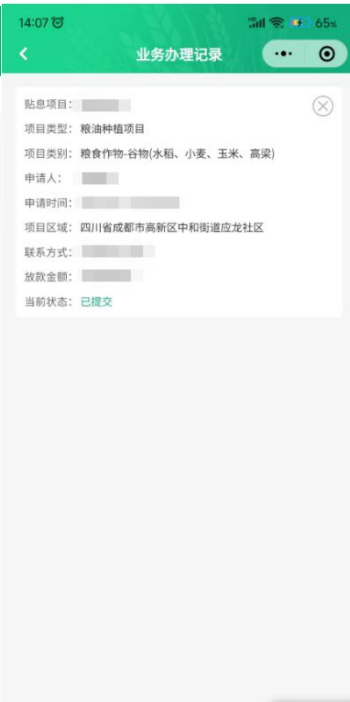 14:07
65%
业务办理记录
贴息项目：
项目类型：粮油种植项目
项目类别：粮食作物-谷物(水稻、小麦、玉米、高粱)
申请人：
申请时间：
项目区域：四川省成都市高新区中和街道应龙社区
联系方式：
放款金额：
当前状态：已提交